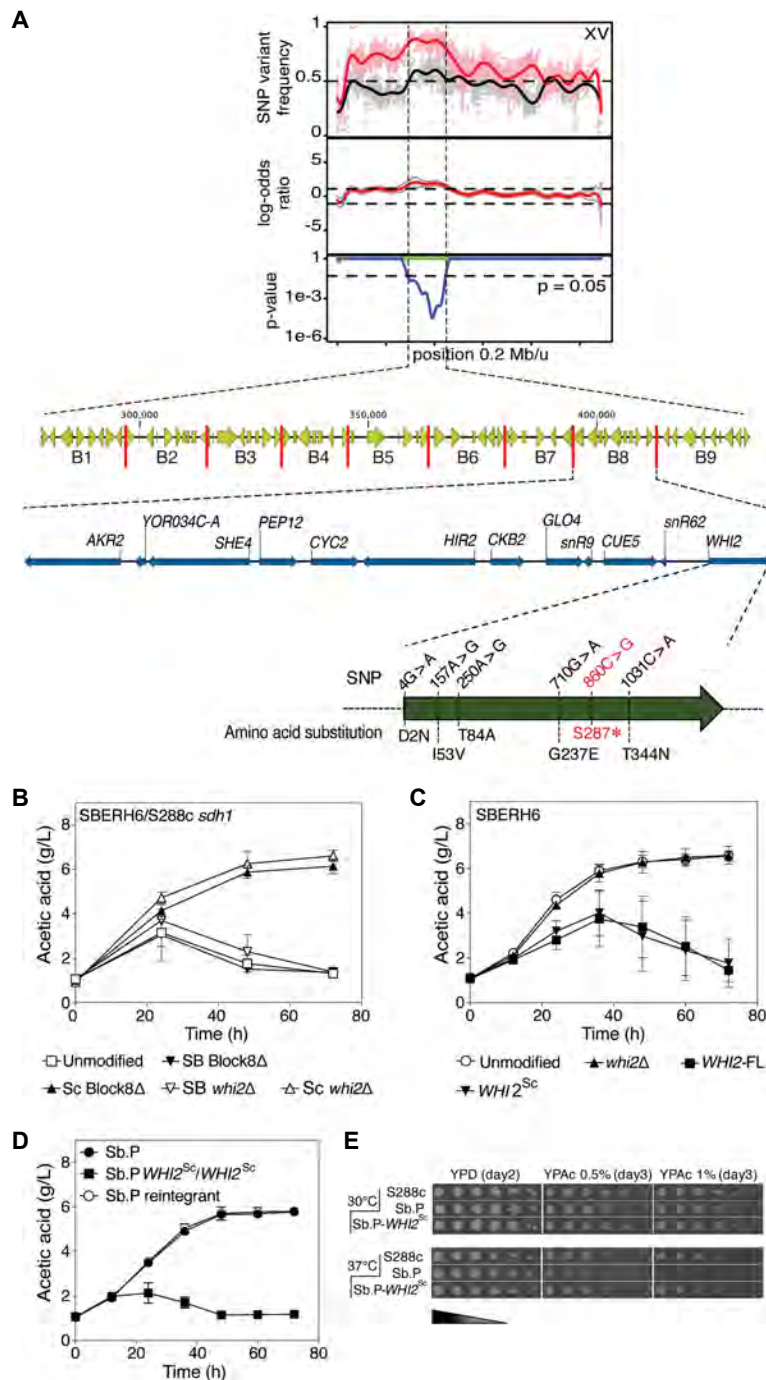 A
XV
SNP variant
frequency
1
0.5
0
log-odds
ratio
5
0
-5
p-value
1
1e-3
1e-6
p = 0.05
position 0.2 Mb/u
300,000 350,000 400,000
B1 B2 B3 B4 B5 B6 B7 B8 B9
YOR034C-A PEP12 GLO4 snR62
AKR2 SHE4 CYC2 HIR2 CKB2 snR9 CUE5 WHI2
SNP
4G>A 157A>G 250A>G 710G>A 860C>G 1031C>A
Amino acid substitution
D2N T84A S287*
I53V G237E T344N
B
SBERH6/S288c sdh1
Acetic acid (g/L)
8
6
4
2
0
0 20 40 60 80
Time (h)
Unmodified SB Block8Δ
Sc Block8Δ SB whi2Δ Sc whi2Δ
C
SBERH6
Acetic acid (g/L)
8
6
4
2
0
0 20 40 60 80
Time (h)
Unmodified whi2Δ WHI2-FL
WHI2Sc
D
Sb.P
Sb.P WHI2Sc/WHI2Sc
Sb.P reintegrant
Acetic acid (g/L)
8
6
4
2
0
0 20 40 60 80
Time (h)
E
YPD (day2) YPAc 0.5% (day3) YPAc 1% (day3)
30°C
S288c
Sb.P
Sb.P-WHI2Sc
37°C
S288c
Sb.P
Sb.P-WHI2Sc